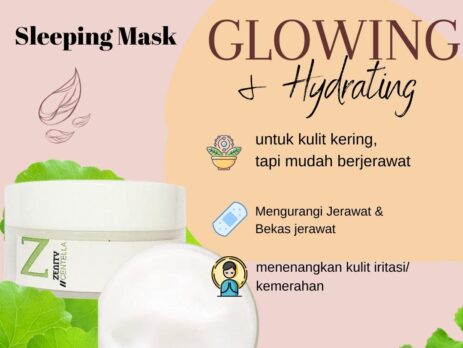 Sleeping Mask
GLOWING
& Hydrating
untuk kulit kering,
tapi mudah berjerawat
Mengurangi Jerawat &
Bekas jerawat
menenangkan kulit iritasi/
kemerahan
Z
ZENITY
//CENTELLA